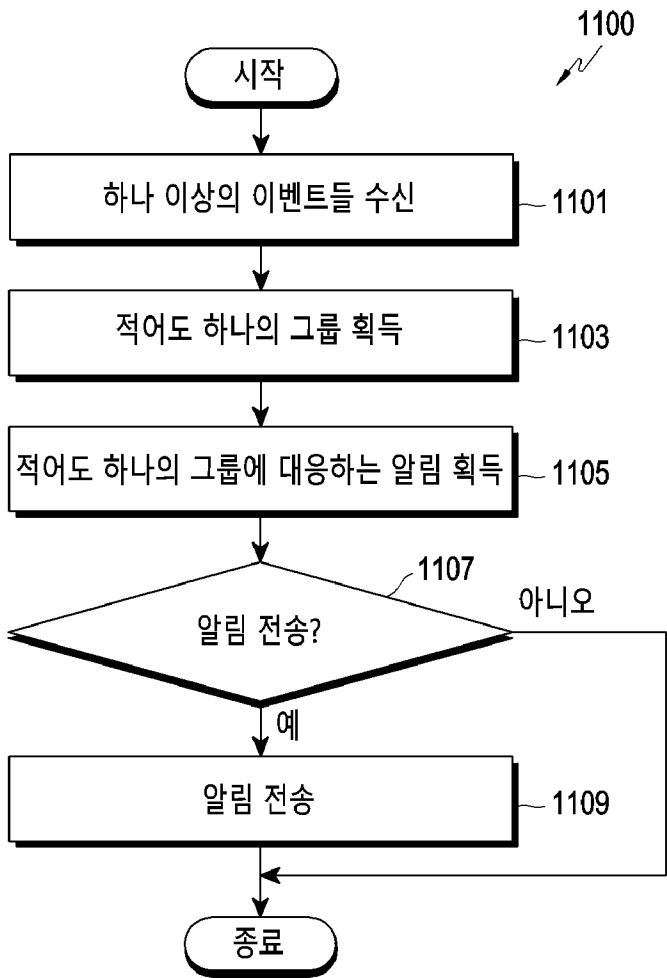 1100
시작
하나 이상의 이벤트들 수신
1101
적어도 하나의 그룹 획득
1103
적어도 하나의 그룹에 대응하는 알림 획득
1105
1107
알림 전송?
아니오
예
알림 전송
1109
종료